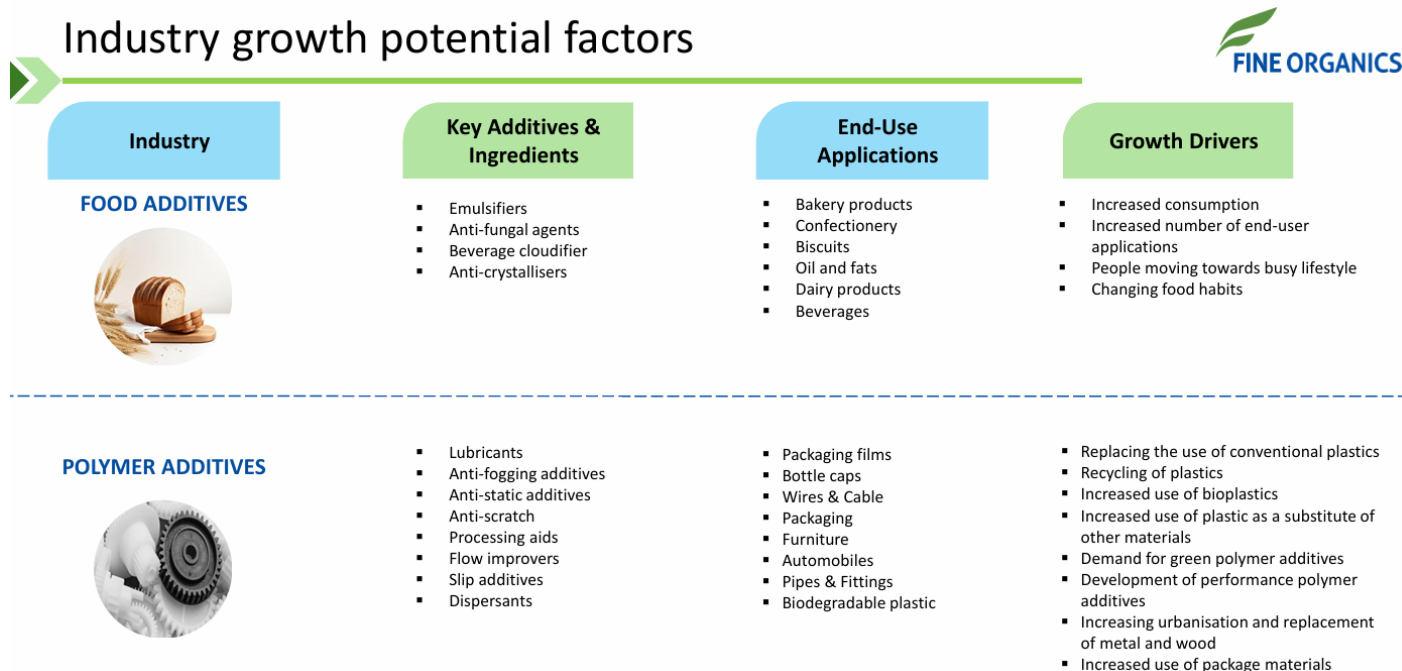 Industry growth potential factors
FINE ORGANICS
Industry
Key Additives &
Ingredients
End-Use
Applications
Growth Drivers
FOOD ADDITIVES
▪ Emulsifiers
▪ Anti-fungal agents
▪ Beverage cloudifier
▪ Anti-crystallisers
▪ Bakery products
▪ Confectionery
▪ Biscuits
▪ Oil and fats
▪ Dairy products
▪ Beverages
▪ Increased consumption
▪ Increased number of end-user
applications
▪ People moving towards busy lifestyle
▪ Changing food habits
POLYMER ADDITIVES
▪ Lubricants
▪ Anti-fogging additives
▪ Anti-static additives
▪ Anti-scratch
▪ Processing aids
▪ Flow improvers
▪ Slip additives
▪ Dispersants
▪ Packaging films
▪ Bottle caps
▪ Wires & Cable
▪ Packaging
▪ Furniture
▪ Automobiles
▪ Pipes & Fittings
▪ Biodegradable plastic
▪ Replacing the use of conventional plastics
▪ Recycling of plastics
▪ Increased use of bioplastics
▪ Increased use of plastic as a substitute of
other materials
▪ Demand for green polymer additives
▪ Development of performance polymer
additives
▪ Increasing urbanisation and replacement
of metal and wood
▪ Increased use of package materials